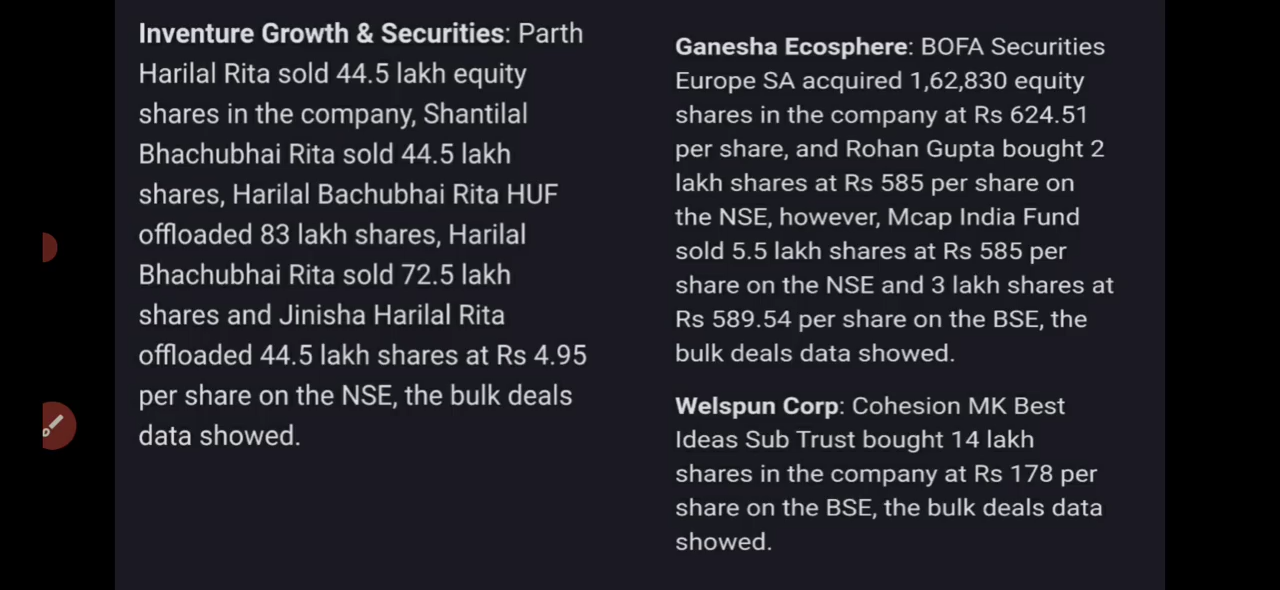 Inventure Growth & Securities: Parth
Harilal Rita sold 44.5 lakh equity
shares in the company, Shantilal
Bhachubhai Rita sold 44.5 lakh
shares, Harilal Bachubhai Rita HUF
offloaded 83 lakh shares, Harilal
Bhachubhai Rita sold 72.5 lakh
shares and Jinisha Harilal Rita
offloaded 44.5 lakh shares at Rs 4.95
per share on the NSE, the bulk deals
data showed.
Ganesha Ecosphere: BOFA Securities
Europe SA acquired 1,62,830 equity
shares in the company at Rs 624.51
per share, and Rohan Gupta bought 2
lakh shares at Rs 585 per share on
the NSE, however, Mcap India Fund
sold 5.5 lakh shares at Rs 585 per
share on the NSE and 3 lakh shares at
Rs 589.54 per share on the BSE, the
bulk deals data showed.
Welspun Corp: Cohesion MK Best
Ideas Sub Trust bought 14 lakh
shares in the company at Rs 178 per
share on the BSE, the bulk deals data
showed.